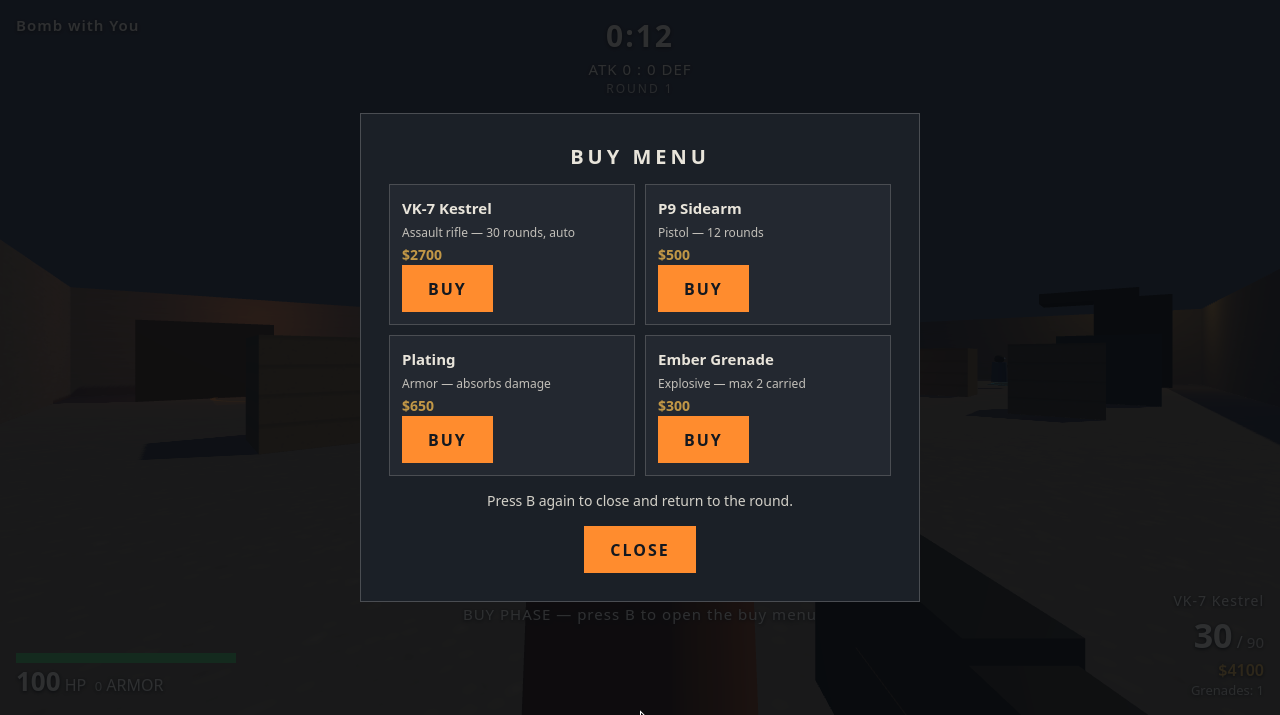 Bomb with You
0:12
ATK 0 : 0 DEF
ROUND 1
BUY MENU
VK-7 Kestrel
Assault rifle — 30 rounds, auto
$2700
BUY
P9 Sidearm
Pistol — 12 rounds
$500
BUY
Plating
Armor — absorbs damage
$650
BUY
Ember Grenade
Explosive — max 2 carried
$300
BUY
Press B again to close and return to the round.
CLOSE
BUY PHASE — press B to open the buy menu
100 HP 0 ARMOR
VK-7 Kestrel
30 / 90
$4100
Grenades: 1